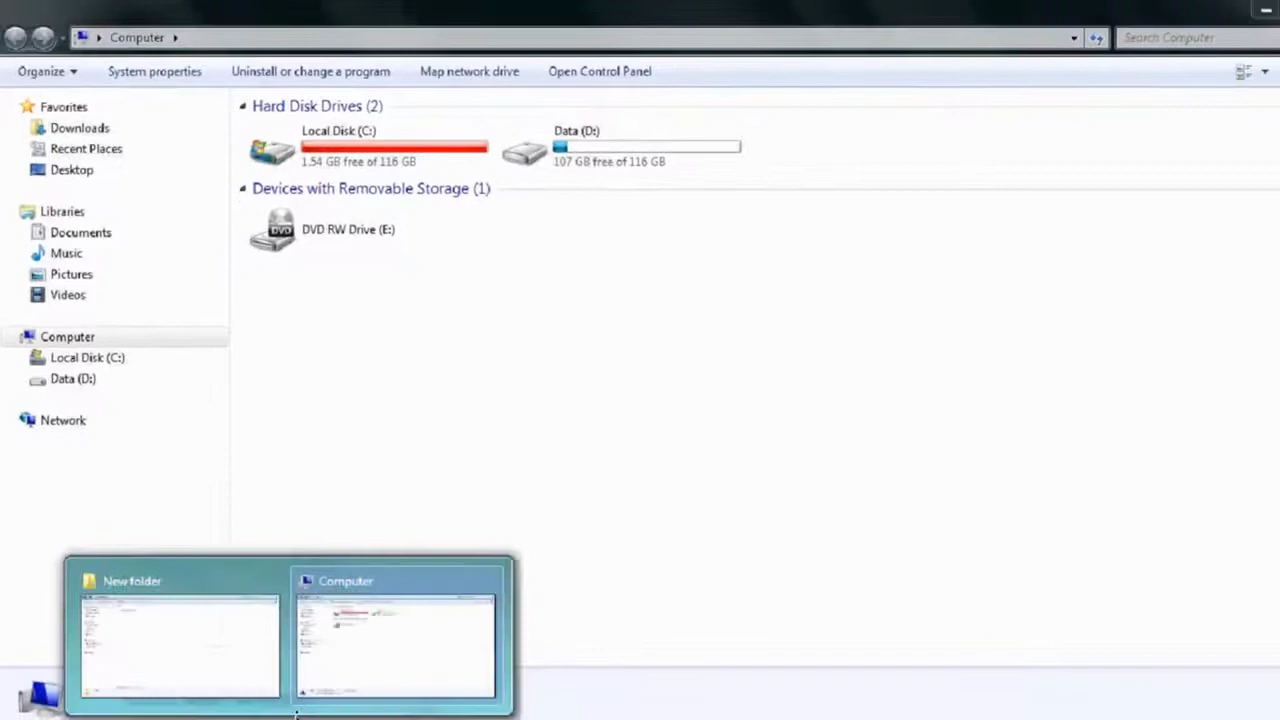 Computer
Search Computer
Organize
System properties
Uninstall or change a program
Map network drive
Open Control Panel
Favorites
Downloads
Recent Places
Desktop
Libraries
Documents
Music
Pictures
Videos
Computer
Local Disk (C:)
Data (D:)
Network
Hard Disk Drives (2)
Local Disk (C:)
1.54 GB free of 116 GB
Data (D:)
107 GB free of 116 GB
Devices with Removable Storage (1)
DVD
DVD RW Drive (E:)
New folder
Computer